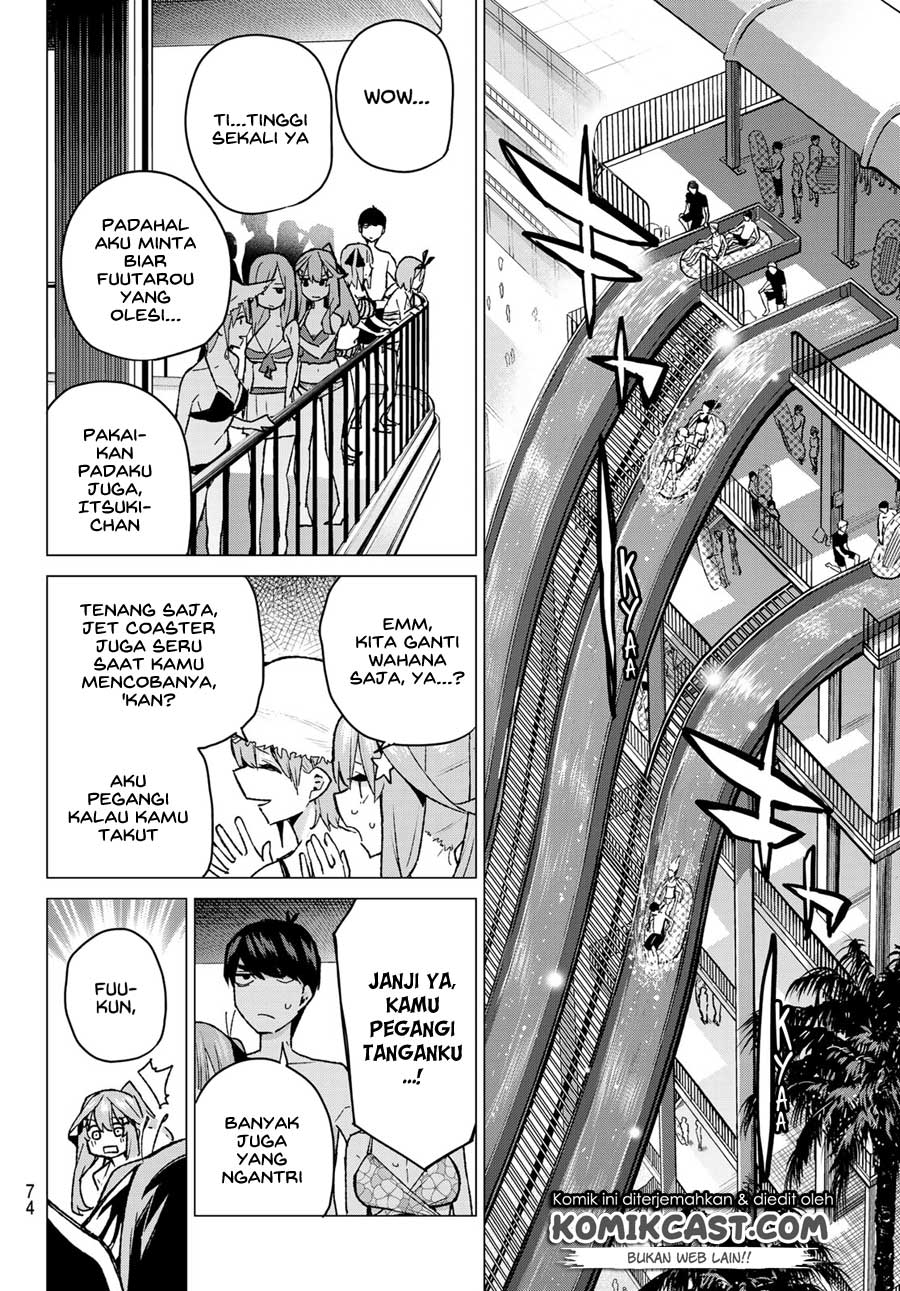 WOW...
TI...TINGGI
SEKALI YA
PADAHAL
AKU MINTA
BIAR
FUUTAROU
YANG
OLESI...
PAKAI-
KAN
PADAKU
JUGA,
ITSUKI-
CHAN
KYAA
KYAA
EMM,
KITA GANTI
WAHANA
SAJA, YA...?
TENANG SAJA,
JET COASTER
JUGA SERU
SAAT KAMU
MENCOBANYA,
'KAN?
AKU
PEGANGI
KALAU KAMU
TAKUT
JANJI YA,
KAMU
PEGANGI
TANGANKU
...!
BANYAK
JUGA
YANG
NGANTRI
FUU-
KUN,
74
Komik ini diterjemahkan & diedit oleh
KOMIKCAST.COM
BUKAN WEB LAIN!!